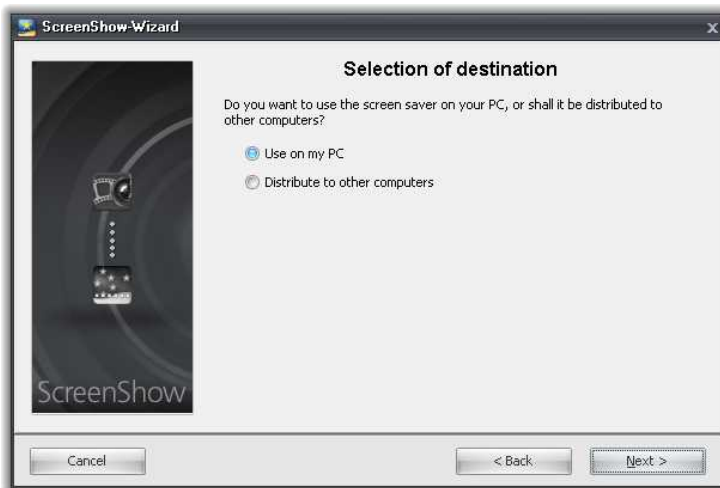 ScreenShow-Wizard
x
Selection of destination
Do you want to use the screen saver on your PC, or shall it be distributed to
other computers?
Use on my PC
Distribute to other computers
ScreenShow
Cancel
< Back
Next >